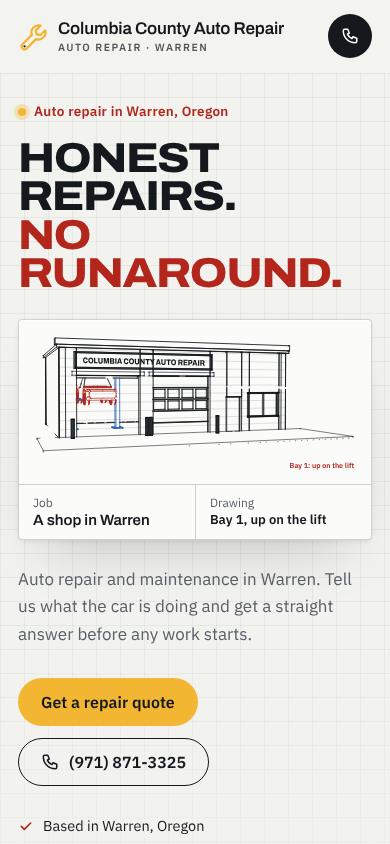 Columbia County Auto Repair
AUTO REPAIR · WARREN
Auto repair in Warren, Oregon
HONEST
REPAIRS.
NO
RUNAROUND.
COLUMBIA COUNTY AUTO REPAIR
Bay 1: up on the lift
Job
A shop in Warren
Drawing
Bay 1, up on the lift
Auto repair and maintenance in Warren. Tell
us what the car is doing and get a straight
answer before any work starts.
Get a repair quote
(971) 871-3325
Based in Warren, Oregon